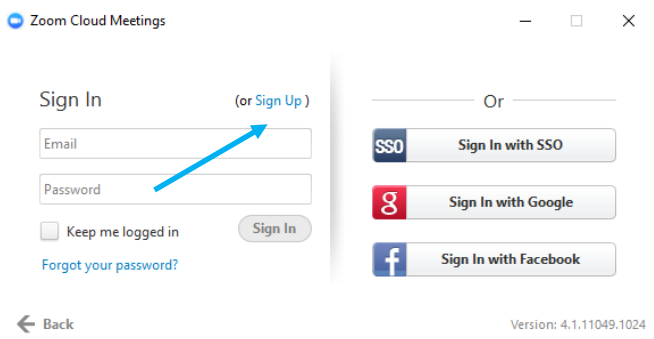 Zoom Cloud Meetings
Sign In (or Sign Up )
Email
Password
Keep me logged in Sign In
Forgot your password?
Or
SSO Sign In with SSO
g Sign In with Google
f Sign In with Facebook
Back
Version: 4.1.11049.1024